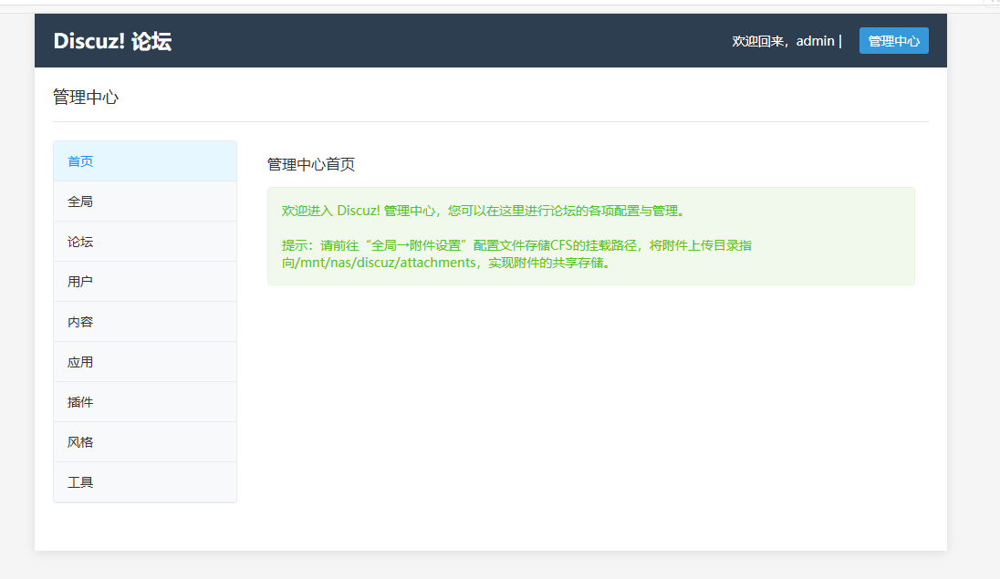 Discuz! 论坛
欢迎回来，admin |
管理中心
管理中心
首页
全局
论坛
用户
内容
应用
插件
风格
工具
管理中心首页
欢迎进入 Discuz! 管理中心，您可以在这里进行论坛的各项配置与管理。
提示：请前往“全局→附件设置”配置文件存储CFS的挂载路径，将附件上传目录指
向/mnt/nas/discuz/attachments，实现附件的共享存储。